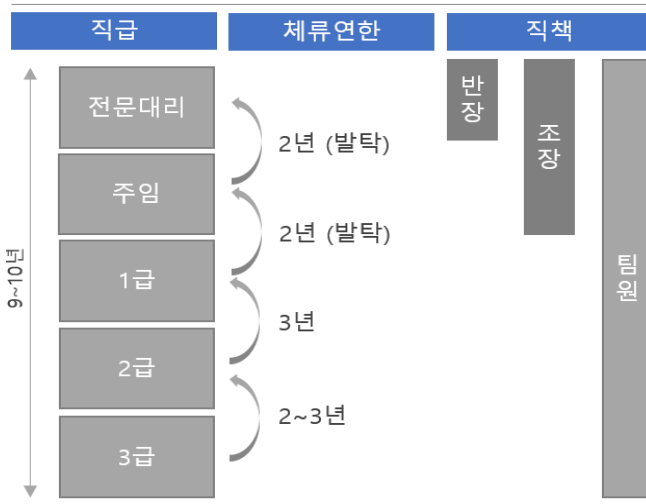 직급
체류연한
직책
전문대리
주임
1급
2급
3급
9~10년
2년 (발탁)
2년 (발탁)
3년
2~3년
반장
조장
팀원